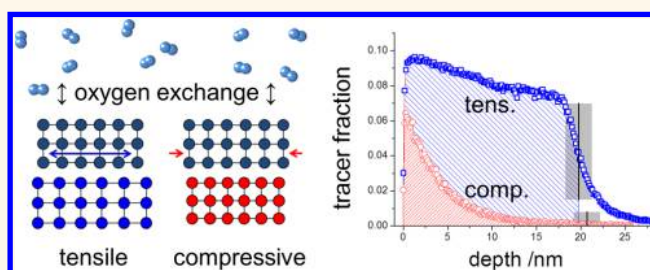 oxygen exchange
tensile
compressive
tracer fraction
0.10
0.08
0.06
0.04
0.02
0.00
tens.
comp.
0 5 10 15 20 25
depth /nm